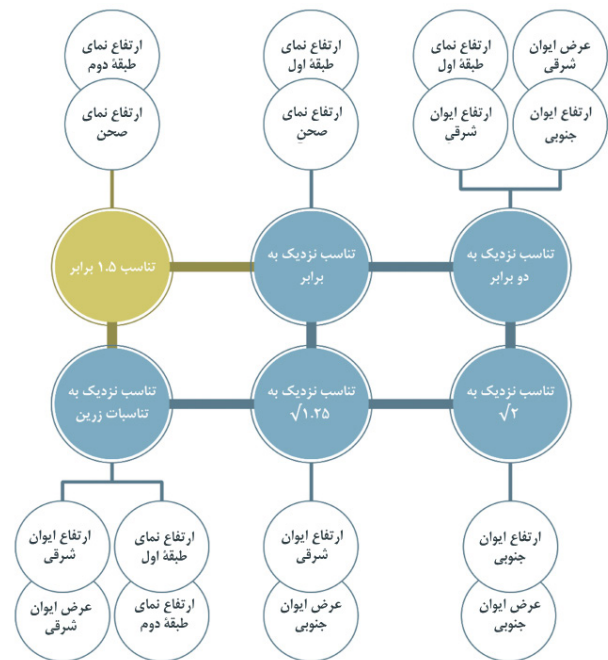 عرض ایوان
شرقی
ارتفاع ایوان
جنوبی
ارتفاع نمای
طبقهٔ اول
ارتفاع ایوان
شرقی
ارتفاع نمای
طبقهٔ اول
ارتفاع نمای
صحن
ارتفاع نمای
طبقهٔ دوم
ارتفاع نمای
صحن
تناسب نزدیک به
دو برابر
تناسب نزدیک به
برابر
تناسب ۱.۵ برابر
تناسب نزدیک به
√۲
تناسب نزدیک به
√۱.۲۵
تناسب نزدیک به
تناسبات زرین
ارتفاع ایوان
جنوبی
عرض ایوان
جنوبی
ارتفاع ایوان
شرقی
عرض ایوان
جنوبی
ارتفاع نمای
طبقهٔ اول
ارتفاع نمای
طبقهٔ دوم
ارتفاع ایوان
شرقی
عرض ایوان
شرقی